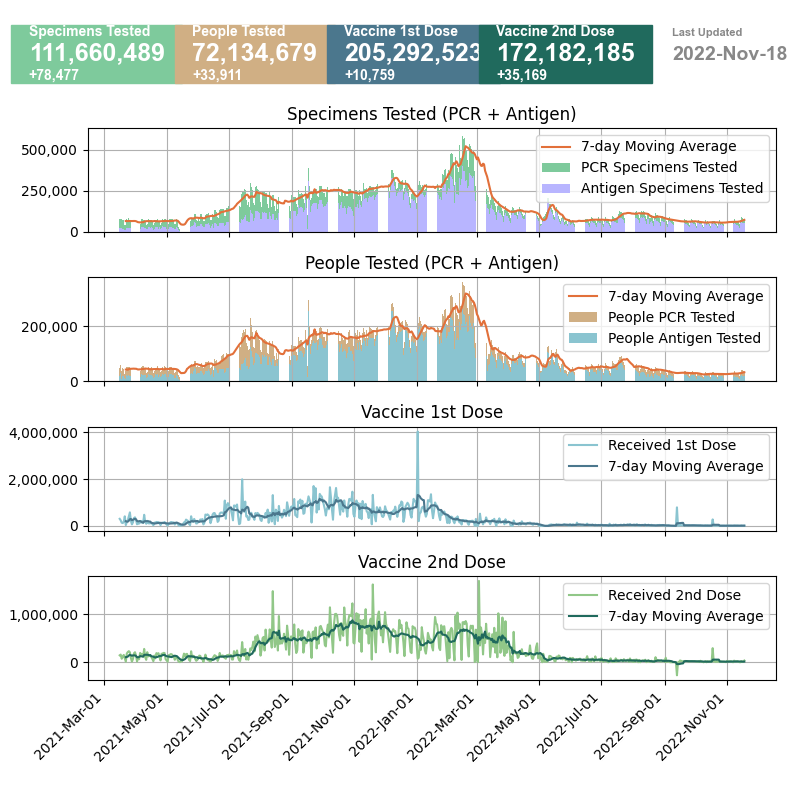 Specimens Tested
111,660,489
+78,477
People Tested
72,134,679
+33,911
Vaccine 1st Dose
205,292,523
+10,759
Vaccine 2nd Dose
172,182,185
+35,169
Last Updated
2022-Nov-18
Specimens Tested (PCR + Antigen)
500,000
250,000
0
7-day Moving Average
PCR Specimens Tested
Antigen Specimens Tested
People Tested (PCR + Antigen)
200,000
0
7-day Moving Average
People PCR Tested
People Antigen Tested
Vaccine 1st Dose
4,000,000
2,000,000
0
Received 1st Dose
7-day Moving Average
Vaccine 2nd Dose
1,000,000
0
Received 2nd Dose
7-day Moving Average
2021-Mar-01
2021-May-01
2021-Jul-01
2021-Sep-01
2021-Nov-01
2022-Jan-01
2022-Mar-01
2022-May-01
2022-Jul-01
2022-Sep-01
2022-Nov-01